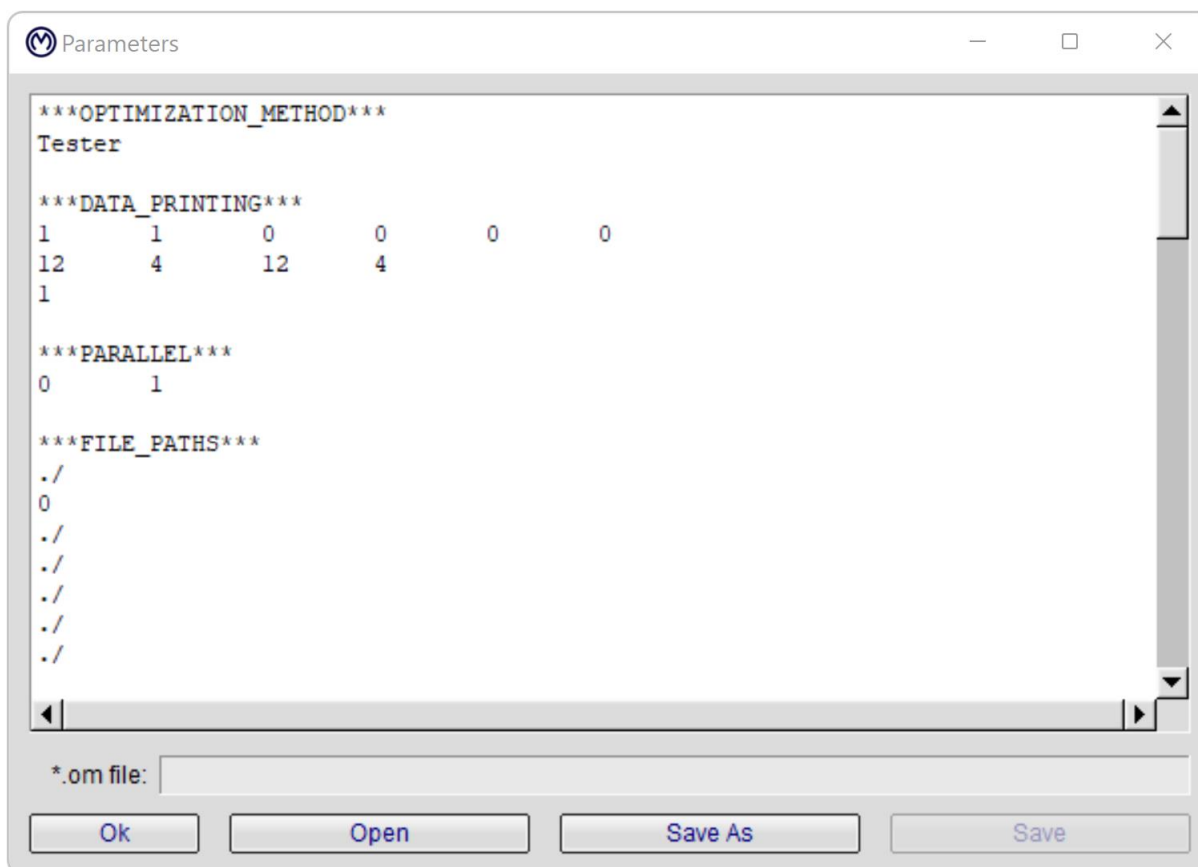 Parameters
***OPTIMIZATION_METHOD***
Tester
***DATA_PRINTING***
1 1 0 0 0 0
12 4 12 4
1
***PARALLEL***
0 1
***FILE_PATHS***
./
0
./
./
./
./
./
*.om file:
Ok Open Save As Save